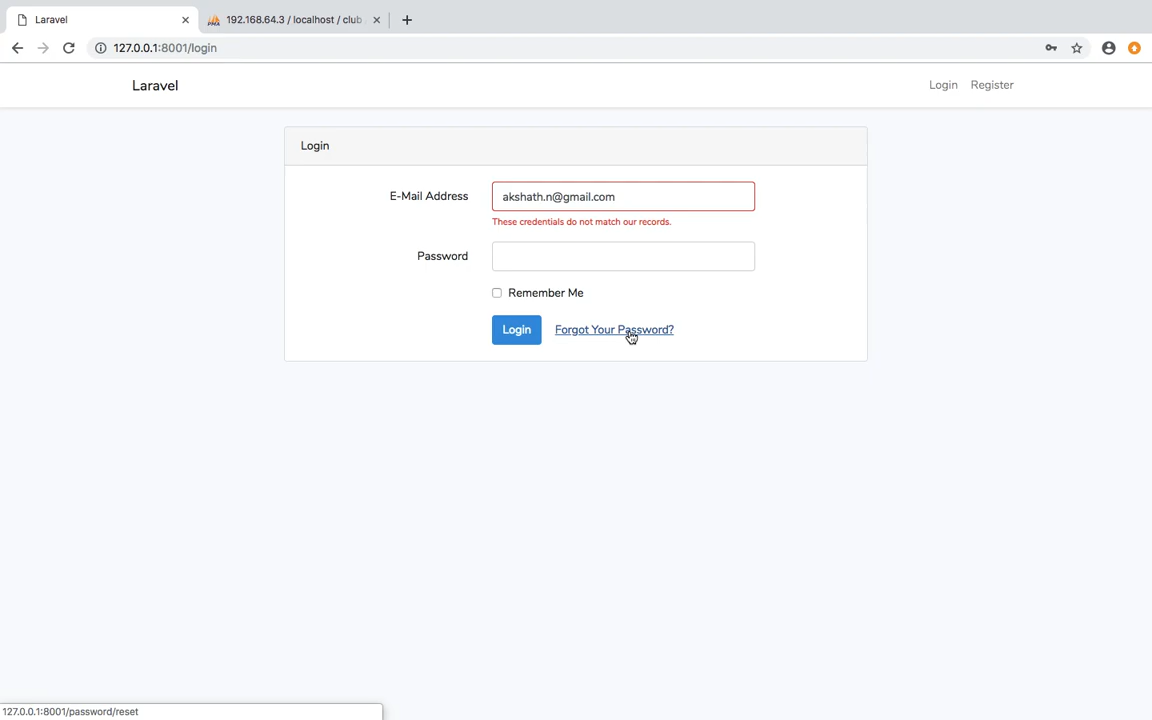 Laravel
192.168.64.3 / localhost / club
127.0.0.1:8001/login
Laravel
Login
Register
Login
E-Mail Address
akshath.n@gmail.com
These credentials do not match our records.
Password
Remember Me
Login
Forgot Your Password?
127.0.0.1:8001/password/reset